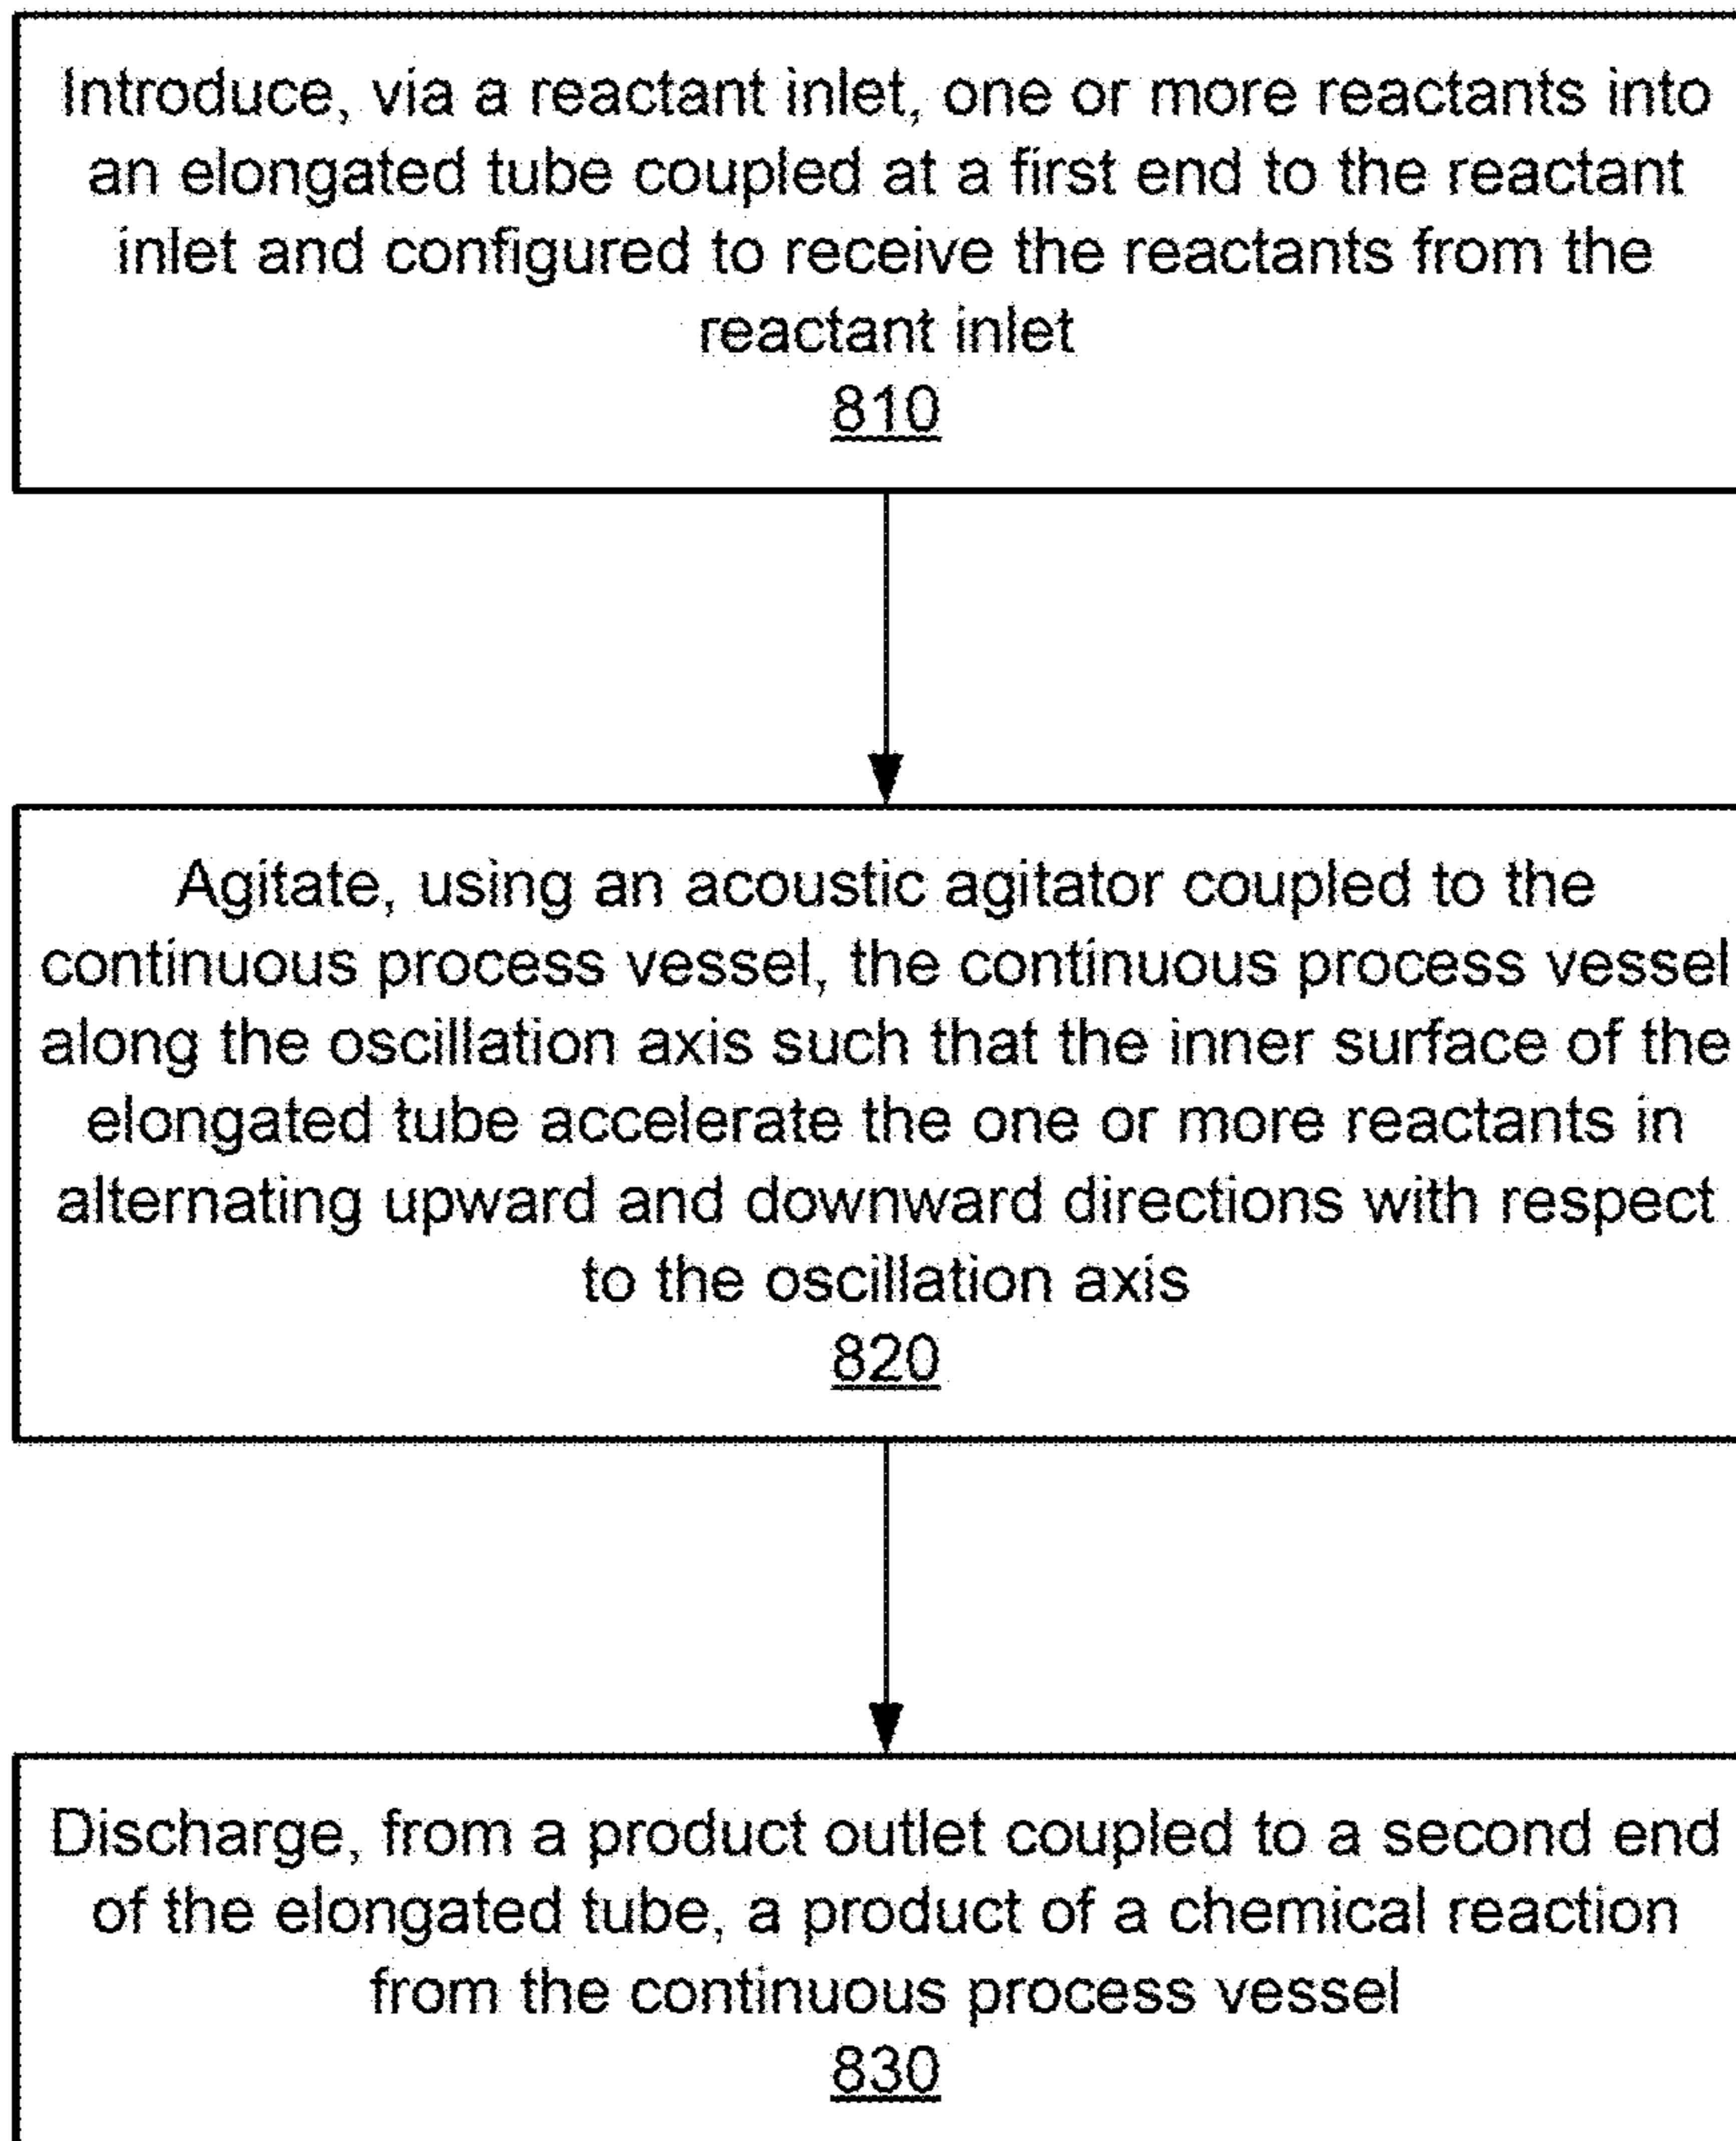 Introduce, via a reactant inlet, one or more reactants into
an elongated tube coupled at a first end to the reactant
inlet and configured to receive the reactants from the
reactant inlet
810
Agitate, using an acoustic agitator coupled to the
continuous process vessel, the continuous process vessel
along the oscillation axis such that the inner surface of the
elongated tube accelerate the one or more reactants in
alternating upward and downward directions with respect
to the oscillation axis
820
Discharge, from a product outlet coupled to a second end
of the elongated tube, a product of a chemical reaction
from the continuous process vessel
830